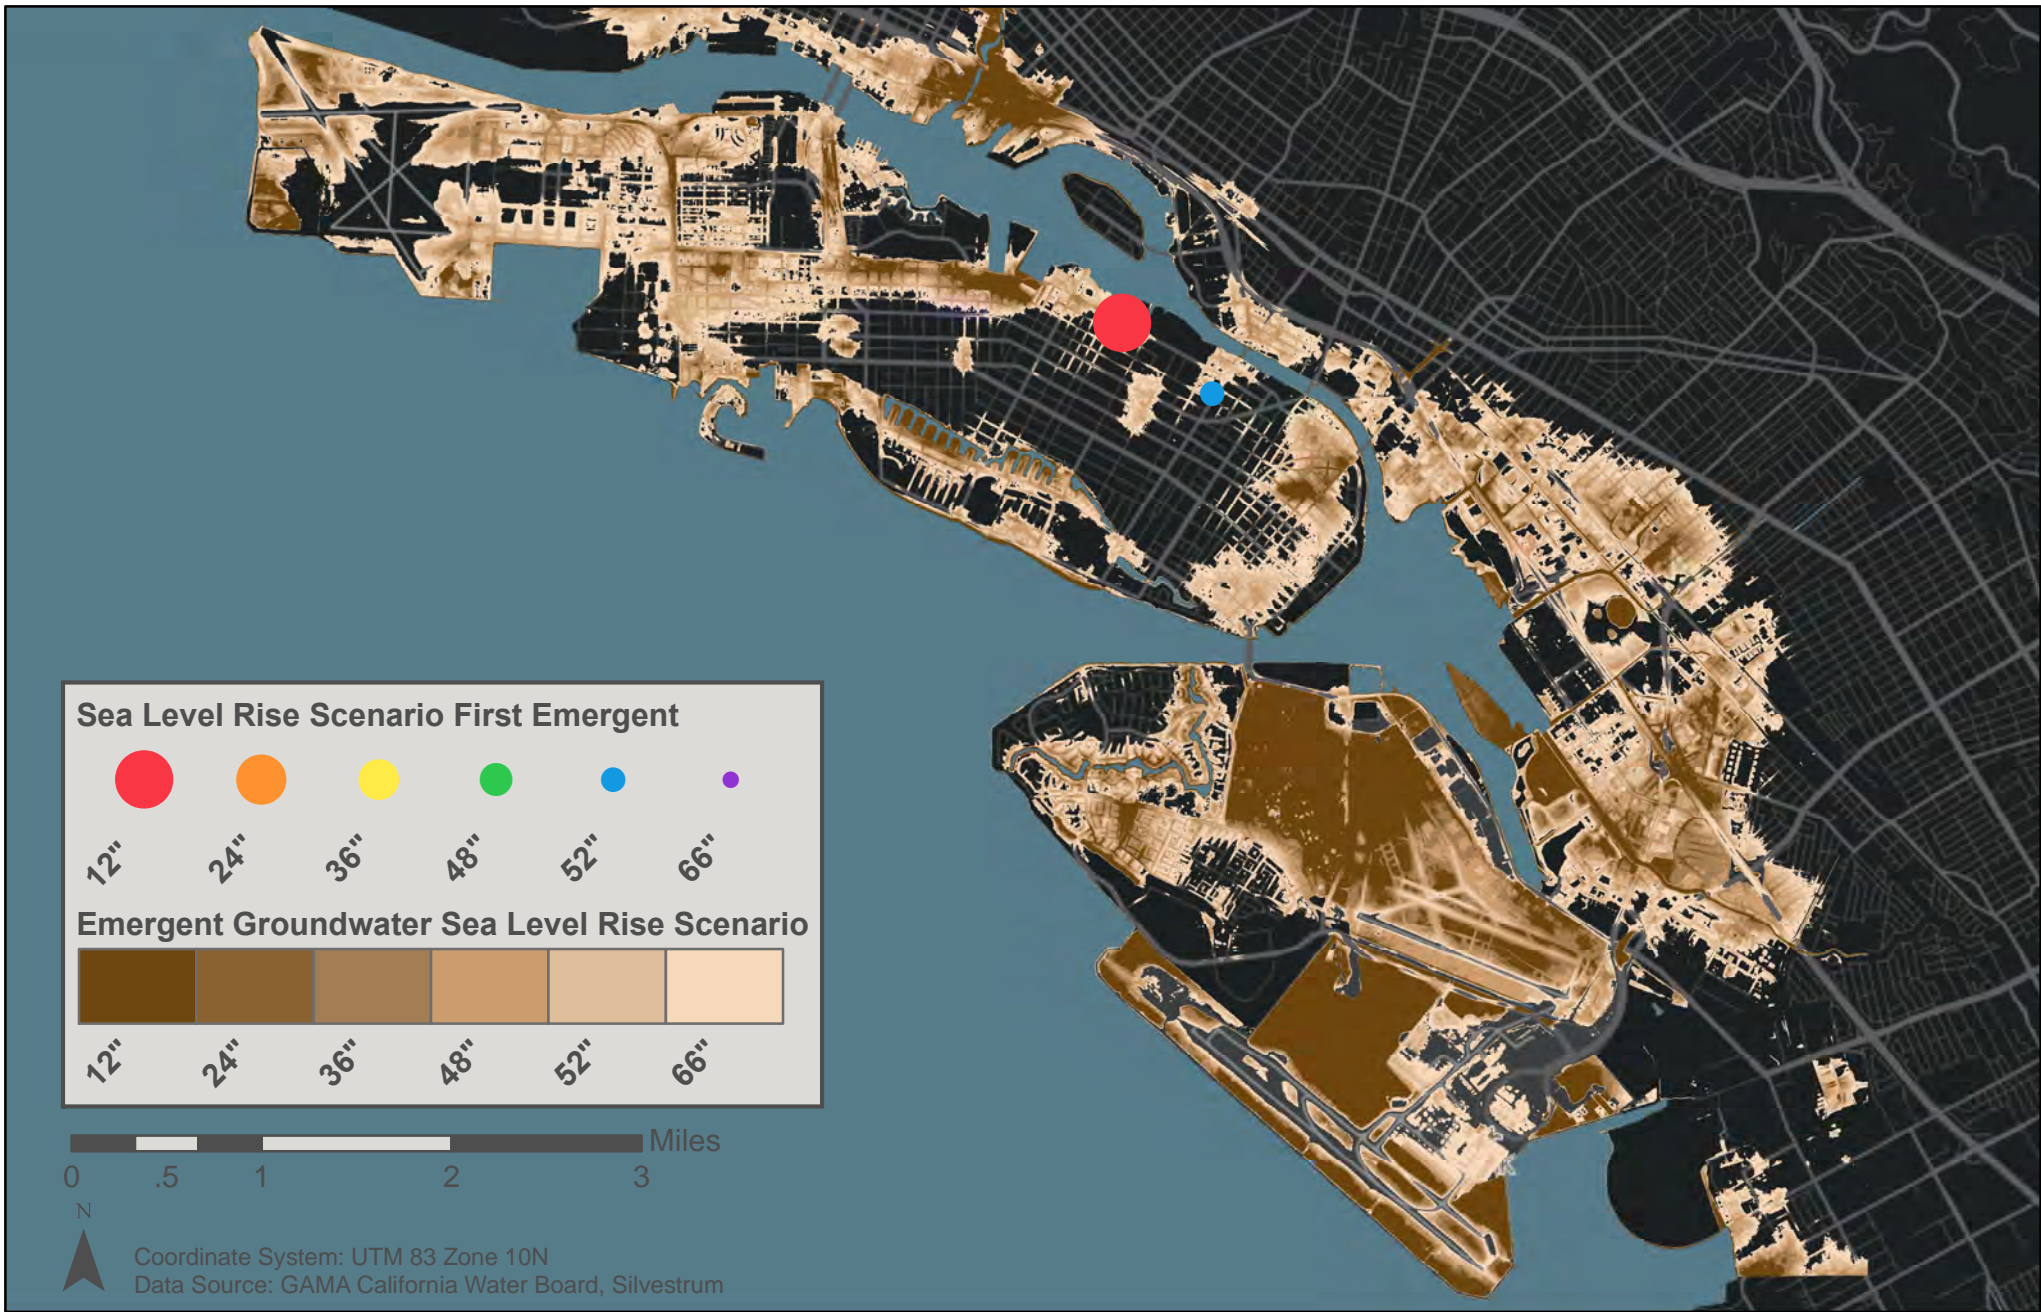 Sea Level Rise Scenario First Emergent
12" 24" 36" 48" 52" 66"
Emergent Groundwater Sea Level Rise Scenario
12" 24" 36" 48" 52" 66"
Miles
0 .5 1 2 3
N
Coordinate System: UTM 83 Zone 10N
Data Source: GAMA California Water Board, Silvestrum